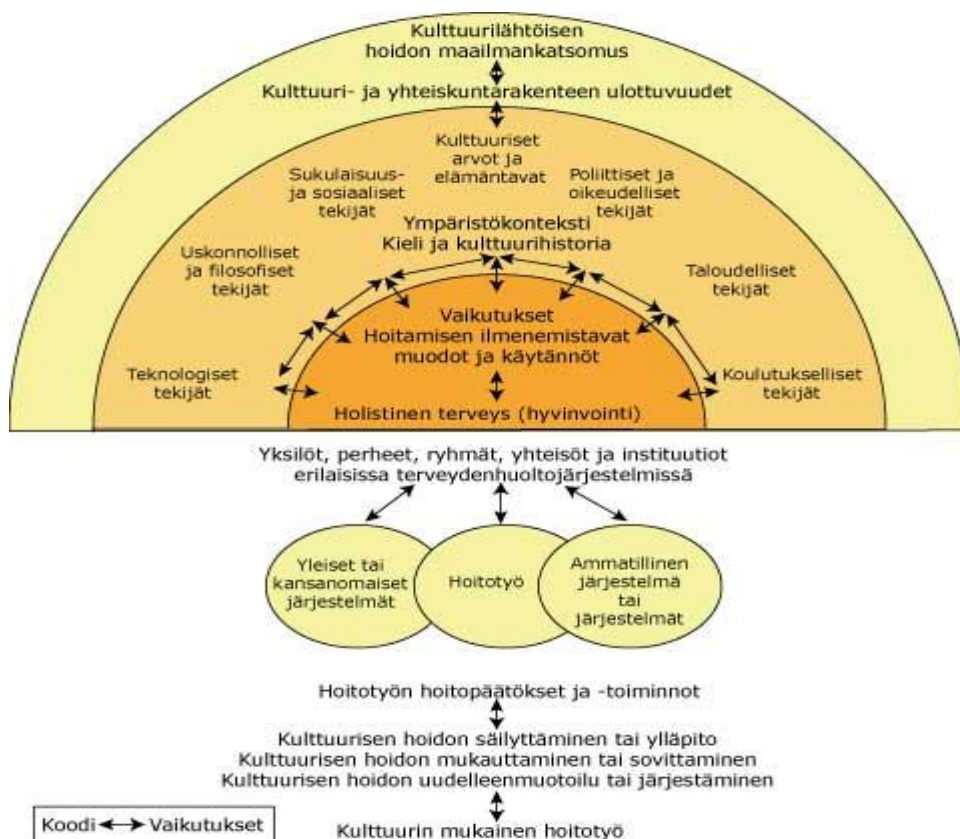 Kulttuurilähtöisen
hoidon maailmankatsomus
Kulttuuri- ja yhteiskuntarakenteen ulottuvuudet
Kulttuuriset
arvot ja
elämäntavat
Sukulaisuus-
ja sosiaaliset
tekijät
Poliittiset ja
oikeudelliset
tekijät
Ympäristökonteksti
Kieli ja kulttuurihistoria
Uskonnolliset
ja filosofiset
tekijät
Taloudelliset
tekijät
Vaikutukset
Hoitamisen ilmenemistavat
muodot ja käytännöt
Teknologiset
tekijät
Koulutukselliset
tekijät
Holistinen terveys (hyvinvointi)
Yksilöt, perheet, ryhmät, yhteisöt ja instituutiot
erilaisissa terveydenhuoltojärjestelmissä
Yleiset tai
kansanomaiset
järjestelmät
Hoitotyö
Ammatillinen
järjestelmä
tai
järjestelmät
Hoitotyön hoitopäätökset ja -toiminnot
Kulttuurisen hoidon säilyttäminen tai ylläpito
Kulttuurisen hoidon mukauttaminen tai sovittaminen
Kulttuurisen hoidon uudelleenmuotoilu tai järjestäminen
Koodi Vaikutukset
Kulttuurin mukainen hoitotyö